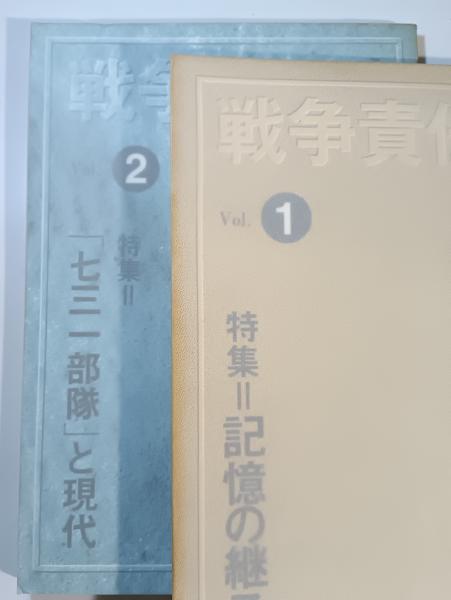 戦争
Vol.
2
特集=
「七三一部隊」と現代
戦争責
Vol.
1
特集=記憶の継